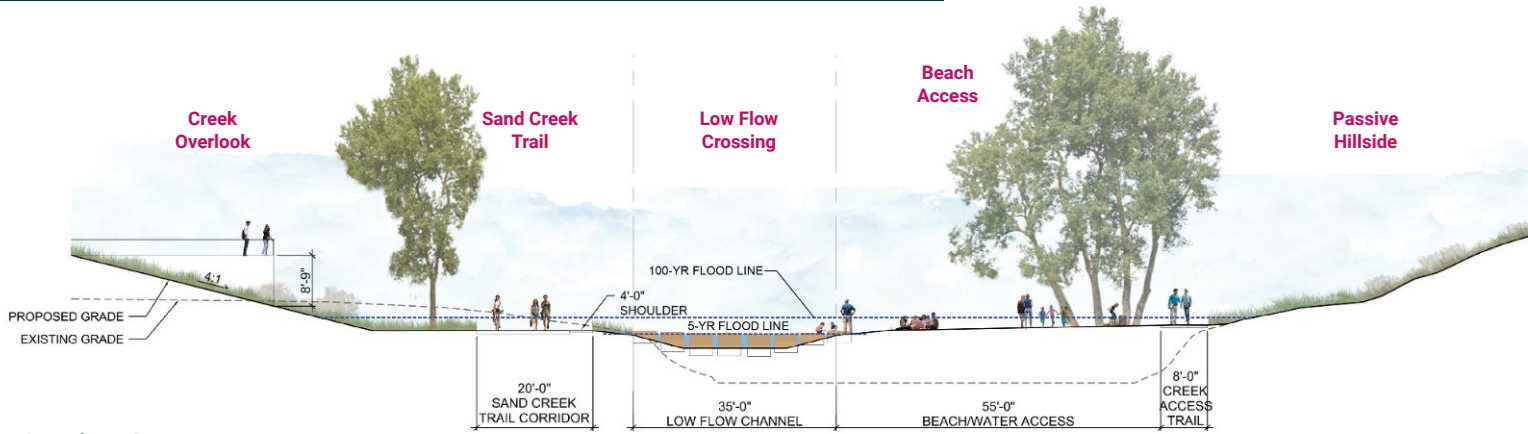 Creek
Overlook
Sand Creek
Trail
Low Flow
Crossing
Beach
Access
Passive
Hillside
4:1
8'-9"
PROPOSED GRADE
EXISTING GRADE
4'-0"
SHOULDER
100-YR FLOOD LINE
5-YR FLOOD LINE
20'-0"
SAND CREEK
TRAIL CORRIDOR
35'-0"
LOW FLOW CHANNEL
55'-0"
BEACH/WATER ACCESS
8'-0"
CREEK
ACCESS
TRAIL